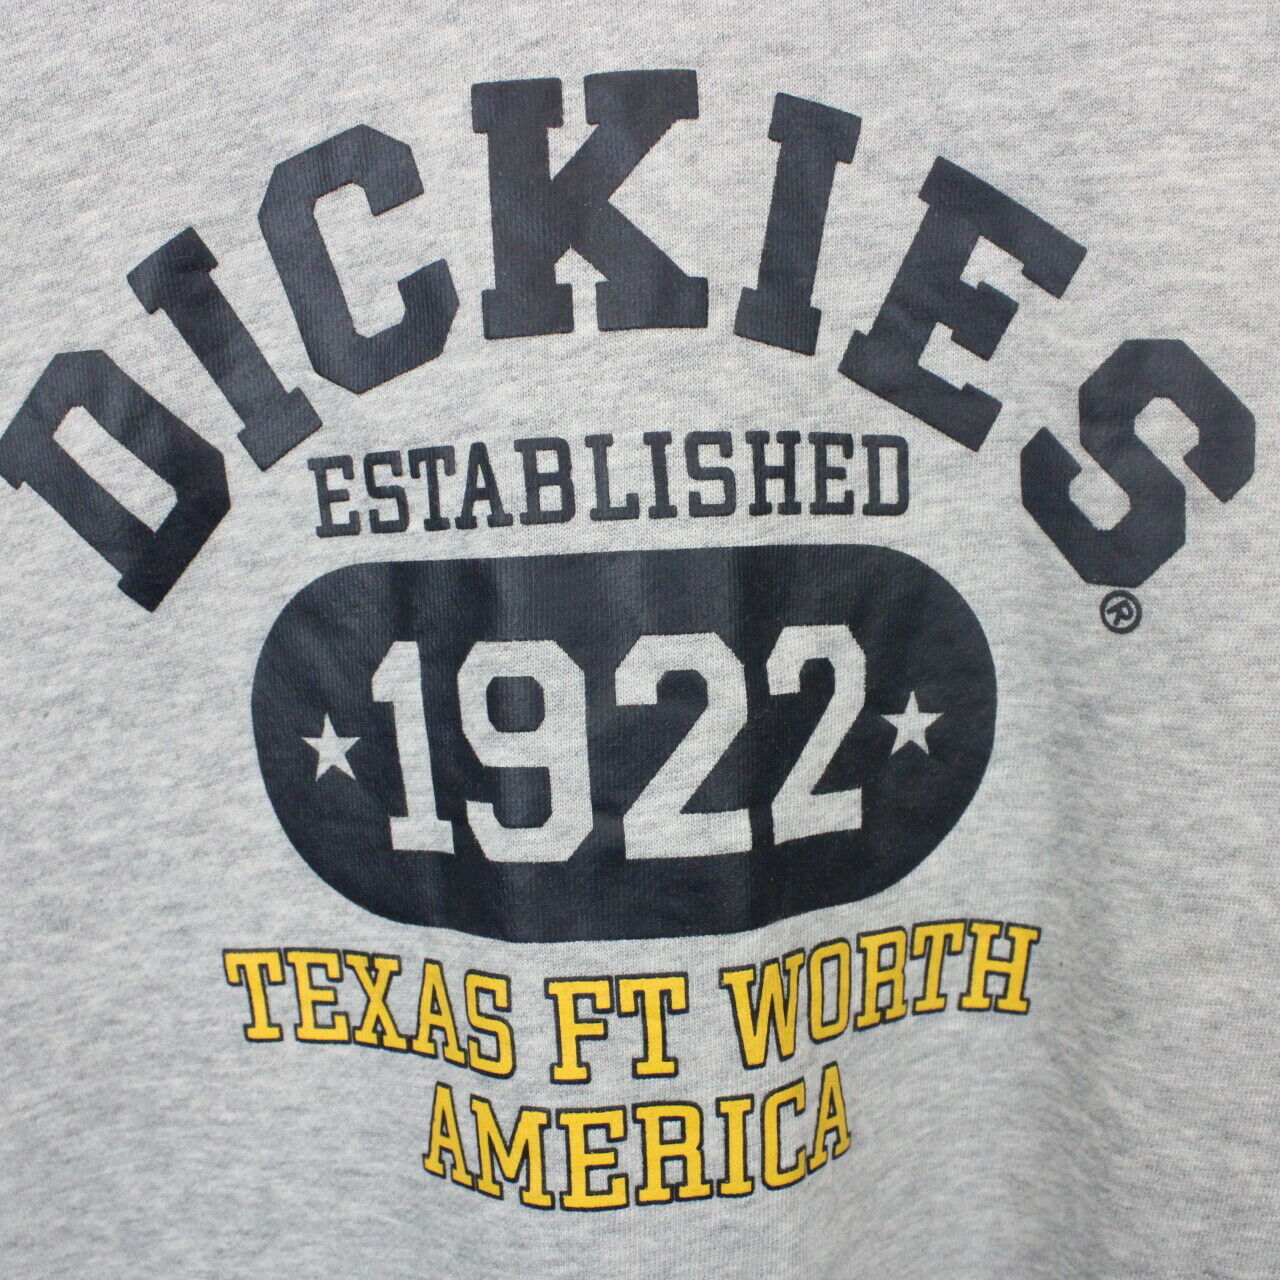 DICKIES®
ESTABLISHED
1922
TEXAS FT WORTH
AMERICA